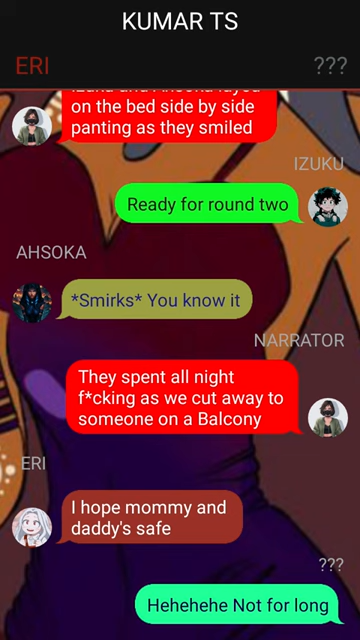 KUMAR TS
ERI
???
on the bed side by side
panting as they smiled
IZUKU
Ready for round two
AHSOKA
*Smirks* You know it
NARRATOR
They spent all night
f*cking as we cut away to
someone on a Balcony
ERI
I hope mommy and
daddy's safe
???
Hehehehe Not for long